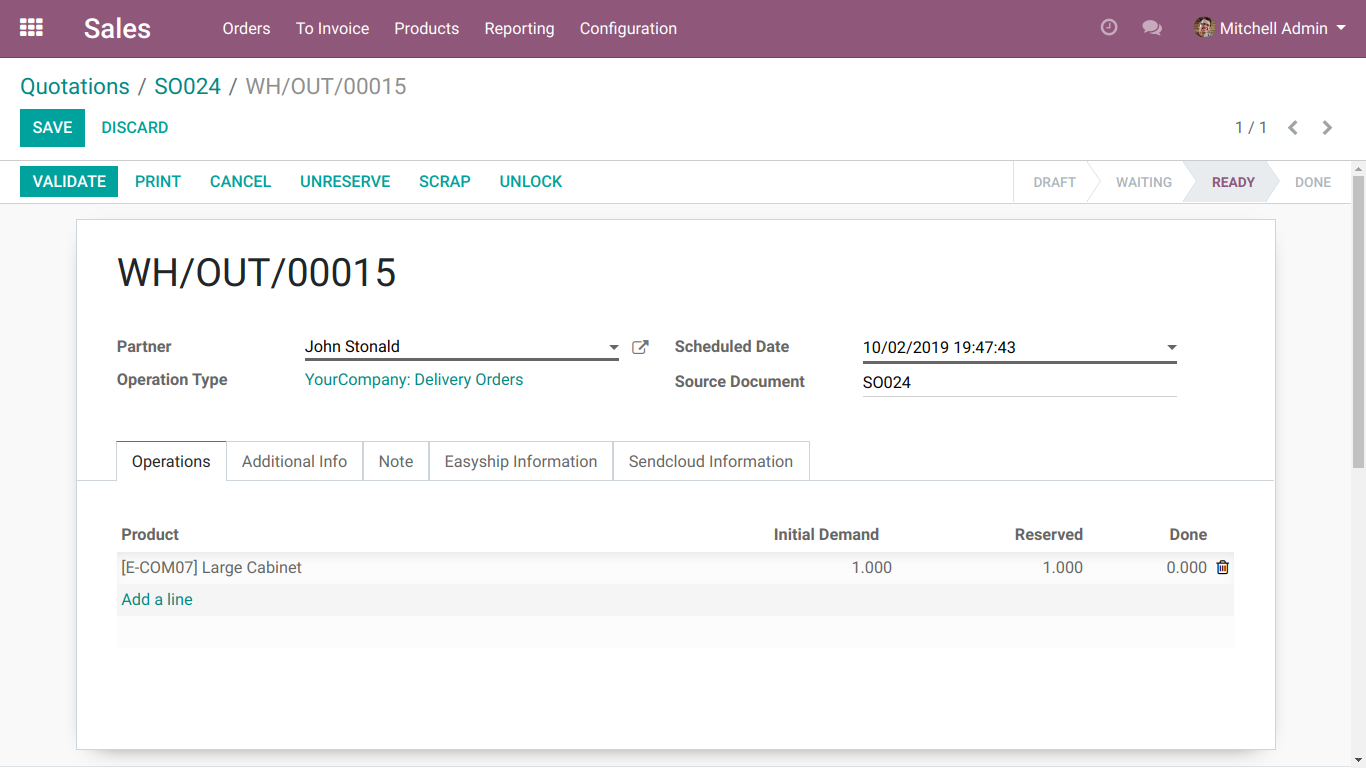 Sales Orders To Invoice Products Reporting Configuration Mitchell Admin
Quotations / SO024 / WH/OUT/00015
SAVE DISCARD 1 / 1
VALIDATE PRINT CANCEL UNRESERVE SCRAP UNLOCK DRAFT WAITING READY DONE
WH/OUT/00015
Partner John Stonald Scheduled Date 10/02/2019 19:47:43
Operation Type YourCompany: Delivery Orders Source Document SO024
Operations Additional Info Note Easyship Information Sendcloud Information
Product Initial Demand Reserved Done
[E-COM07] Large Cabinet 1.000 1.000 0.000
Add a line